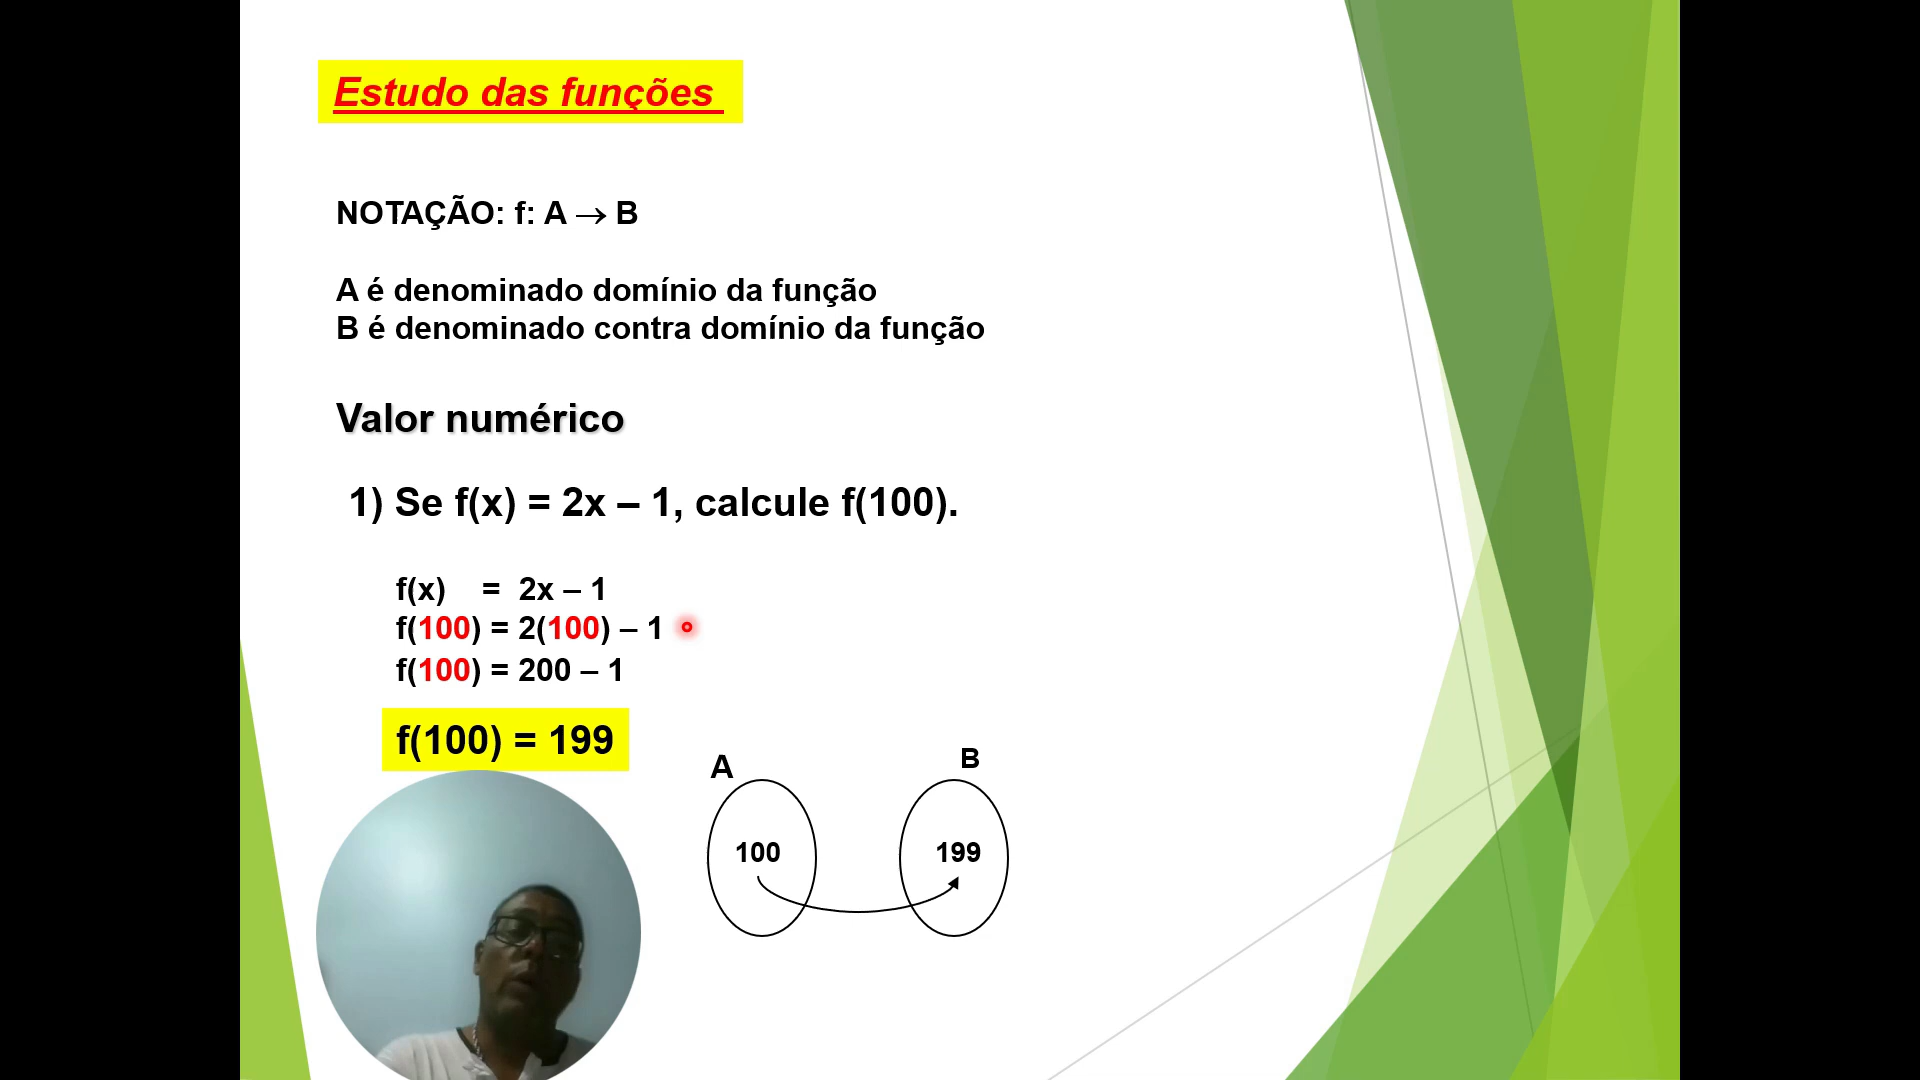 Estudo das funções
NOTAÇÃO: f: A → B
A é denominado domínio da função
B é denominado contra domínio da função
Valor numérico
1) Se f(x) = 2x – 1, calcule f(100).
f(x) = 2x – 1
f(100) = 2(100) – 1
f(100) = 200 – 1
f(100) = 199
A B
100 199